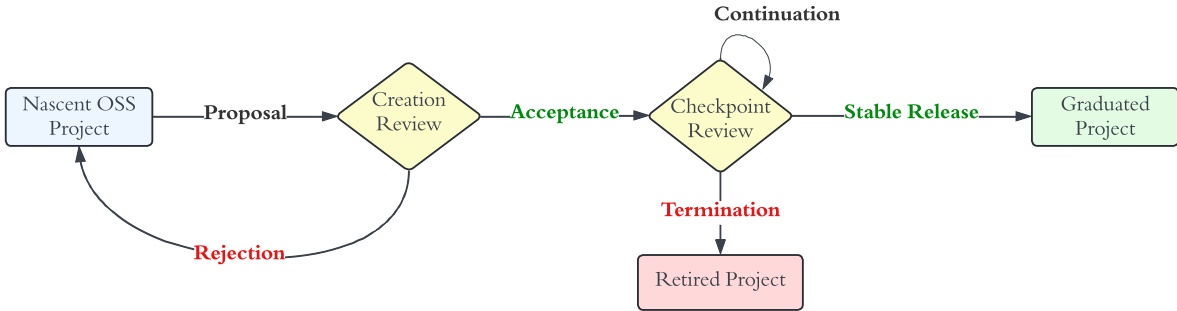 Continuation
Nascent OSS
Project
Proposal
Creation
Review
Acceptance
Checkpoint
Review
Stable Release
Graduated
Project
Rejection
Termination
Retired Project